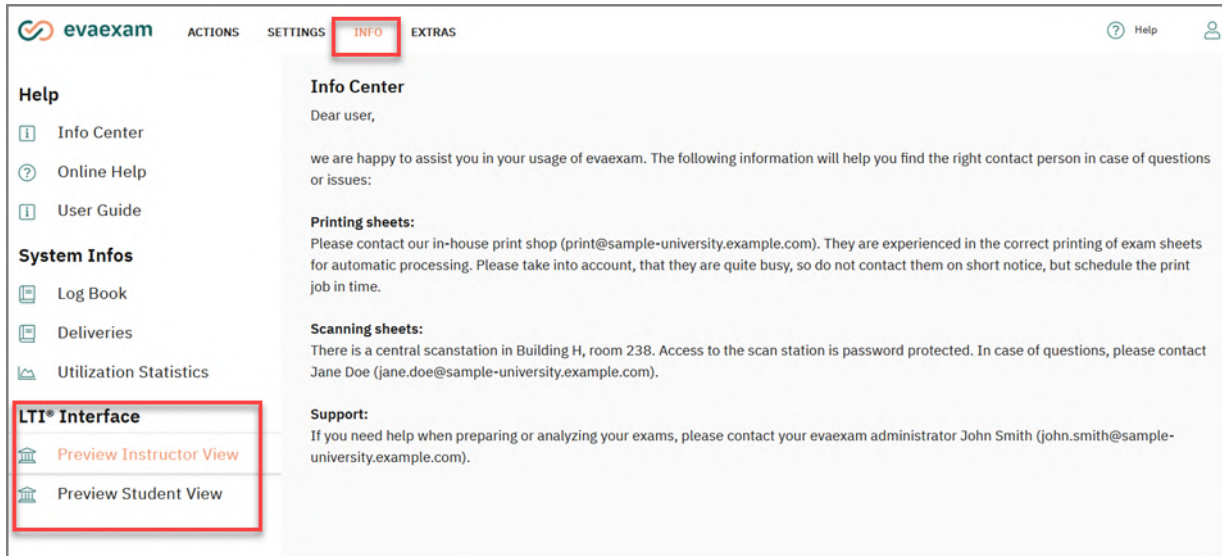 evaexam ACTIONS SETTINGS INFO EXTRAS Help
Help
Info Center
Online Help
User Guide
System Infos
Log Book
Deliveries
Utilization Statistics
LTI® Interface
Preview Instructor View
Preview Student View
Info Center
Dear user,
we are happy to assist you in your usage of evaexam. The following information will help you find the right contact person in case of questions
or issues:
Printing sheets:
Please contact our in-house print shop (print@sample-university.example.com). They are experienced in the correct printing of exam sheets
for automatic processing. Please take into account, that they are quite busy, so do not contact them on short notice, but schedule the print
job in time.
Scanning sheets:
There is a central scanstation in Building H, room 238. Access to the scan station is password protected. In case of questions, please contact
Jane Doe (jane.doe@sample-university.example.com).
Support:
If you need help when preparing or analyzing your exams, please contact your evaexam administrator John Smith (john.smith@sample-
university.example.com).